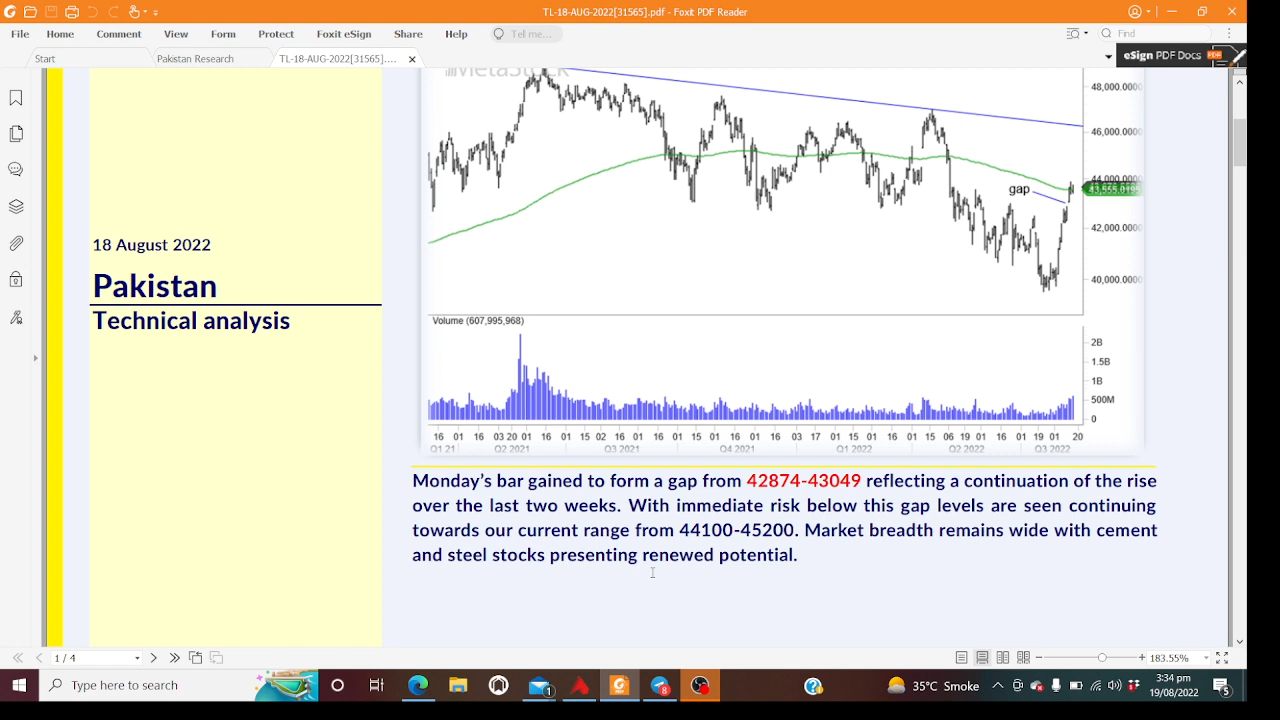 TL-18-AUG-2022[31565].pdf - Foxit PDF Reader
File Home Comment View Form Protect Foxit eSign Share Help Tell me... Find
Start Pakistan Research TL-18-AUG-2022[31565].... eSign PDF Docs
MetaStock
48,000.0000
46,000.0000
44,000.0000
gap
42,000.0000
40,000.0000
18 August 2022
Pakistan
Technical analysis
Volume (607,995,968)
2B
1.5B
1B
500M
0
16 01 16 03 20 01 16 01 15 02 16 01 16 01 15 01 16 01 16 03 17 01 15 01 16 01 15 06 19 01 16 01 19 01 20
Q1 21 Q2 2021 Q3 2021 Q4 2021 Q1 2022 Q2 2022 Q3 2022
Monday's bar gained to form a gap from 42874-43049 reflecting a continuation of the rise
over the last two weeks. With immediate risk below this gap levels are seen continuing
towards our current range from 44100-45200. Market breadth remains wide with cement
and steel stocks presenting renewed potential.
1 / 4 183.55%
Type here to search 1 8 35°C Smoke 3:34 pm
19/08/2022 5